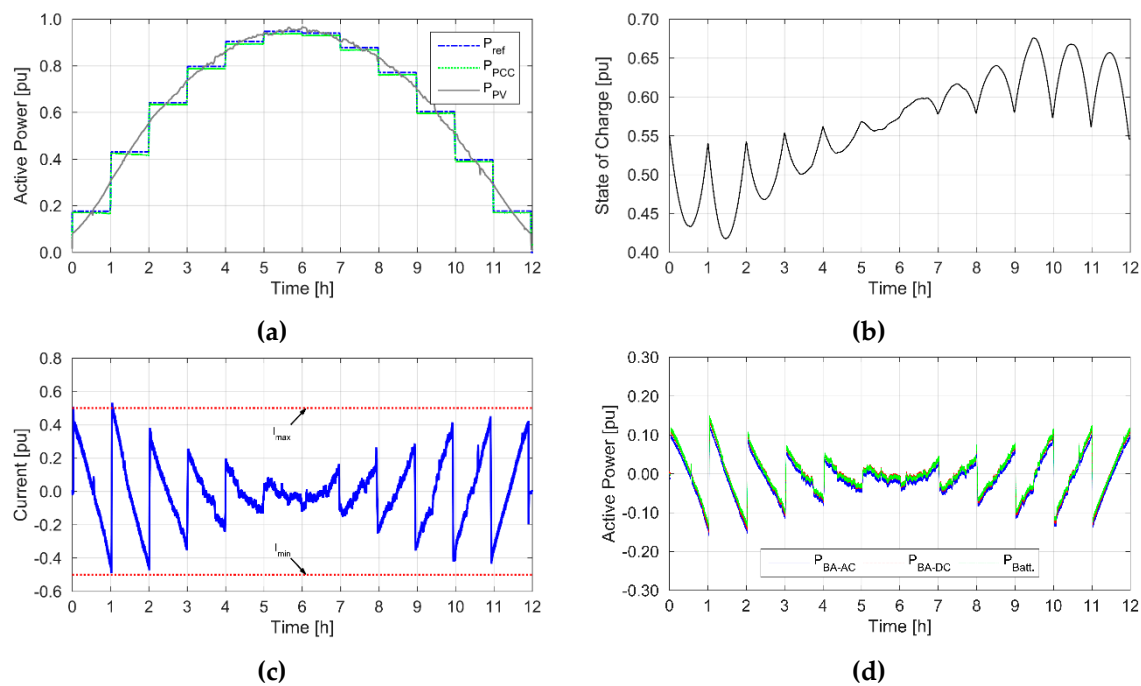 1.0
0.8
0.6
0.4
0.2
0.0
Active Power [pu]
P_ref
P_PCC
P_PV
0 1 2 3 4 5 6 7 8 9 10 11 12
Time [h]
(a)
0.70
0.65
0.60
0.55
0.50
0.45
0.40
State of Charge [pu]
0 1 2 3 4 5 6 7 8 9 10 11 12
Time [h]
(b)
0.8
0.6
0.4
0.2
0.0
-0.2
-0.4
-0.6
Current [pu]
I_max
I_min
0 1 2 3 4 5 6 7 8 9 10 11 12
Time [h]
(c)
0.30
0.20
0.10
0.00
-0.10
-0.20
-0.30
Active Power [pu]
P_BA-AC P_BA-DC P_Batt.
0 1 2 3 4 5 6 7 8 9 10 11 12
Time [h]
(d)